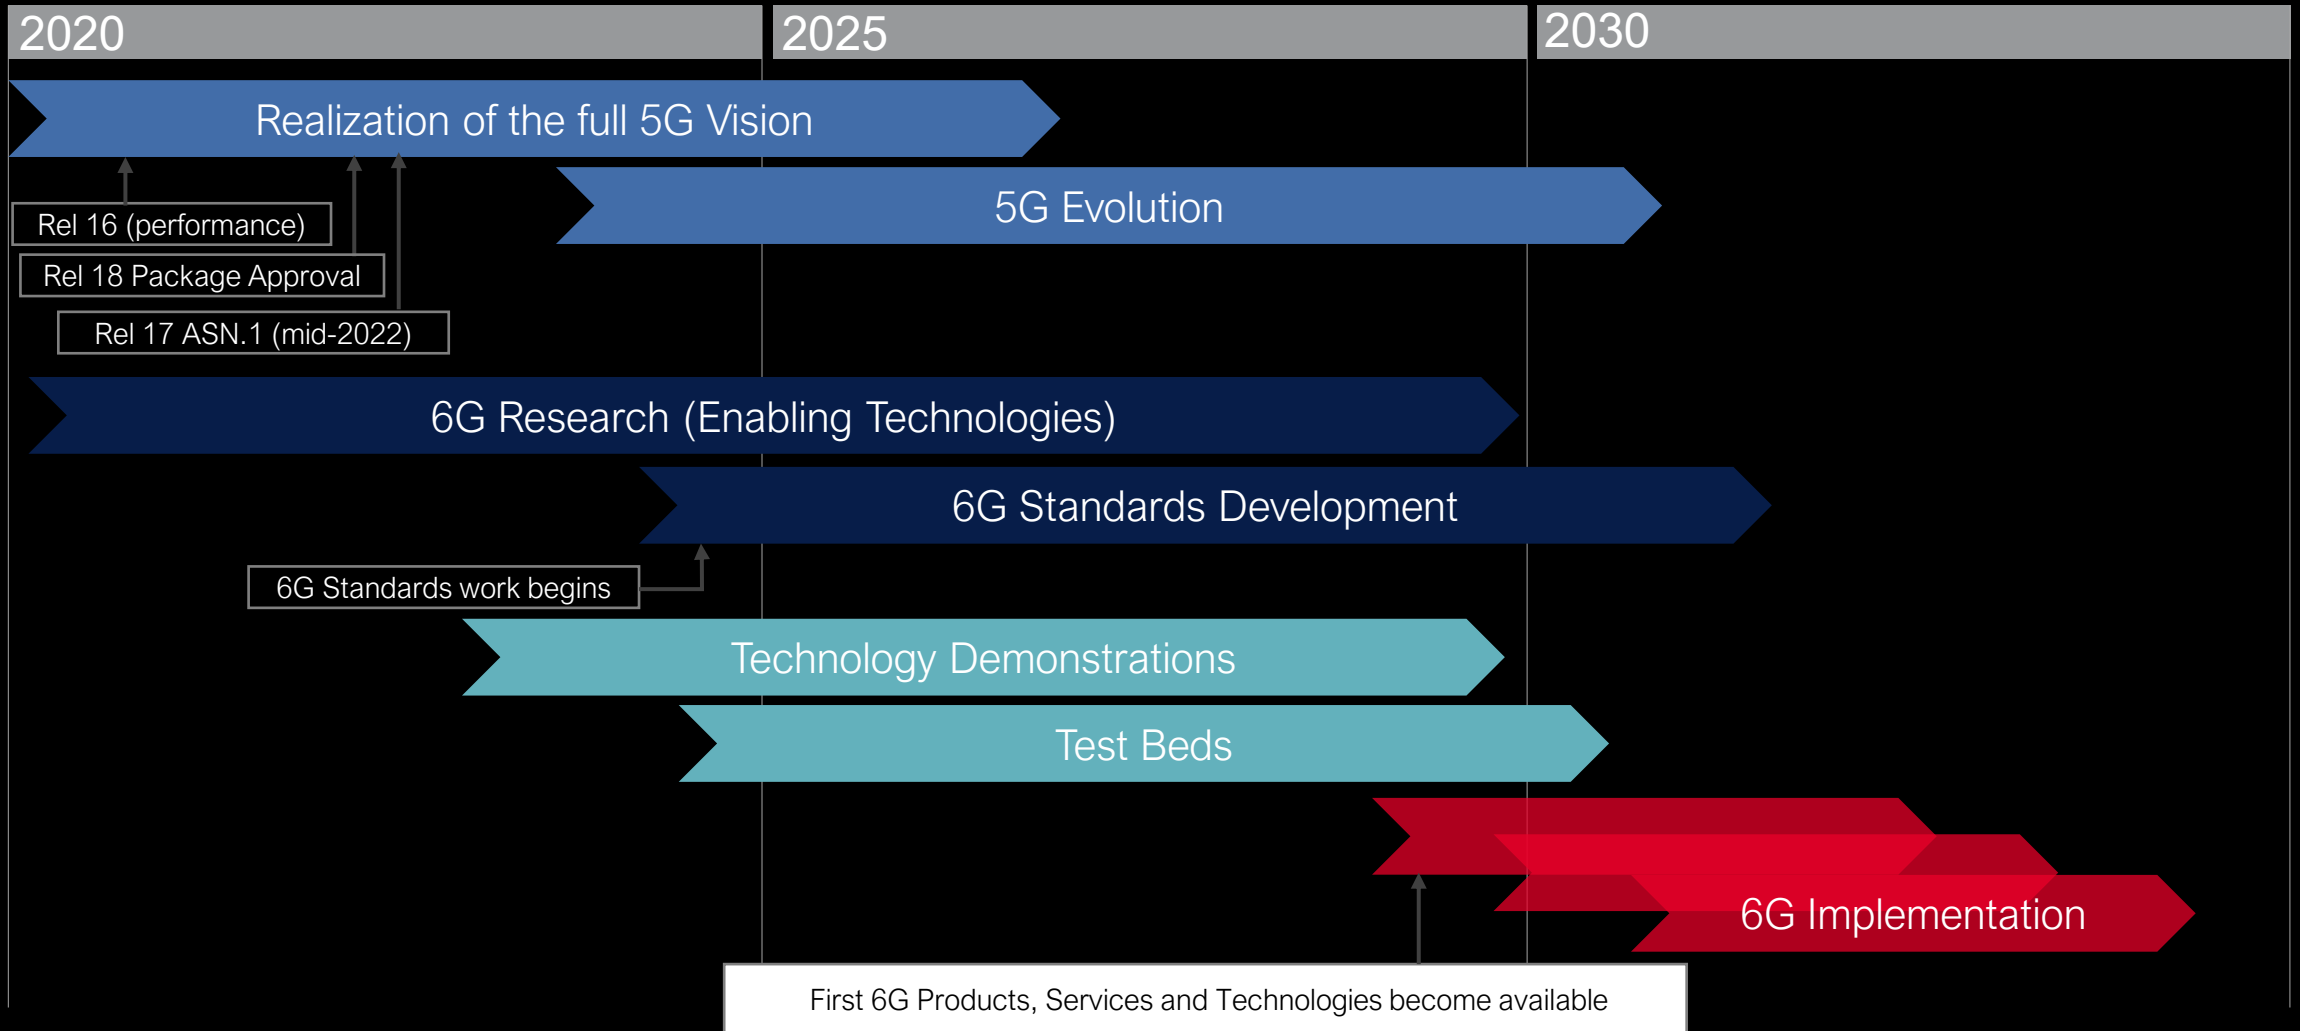 2020
2025
2030
Realization of the full 5G Vision
5G Evolution
Rel 16 (performance)
Rel 18 Package Approval
Rel 17 ASN.1 (mid-2022)
6G Research (Enabling Technologies)
6G Standards Development
6G Standards work begins
Technology Demonstrations
Test Beds
6G Implementation
First 6G Products, Services and Technologies become available